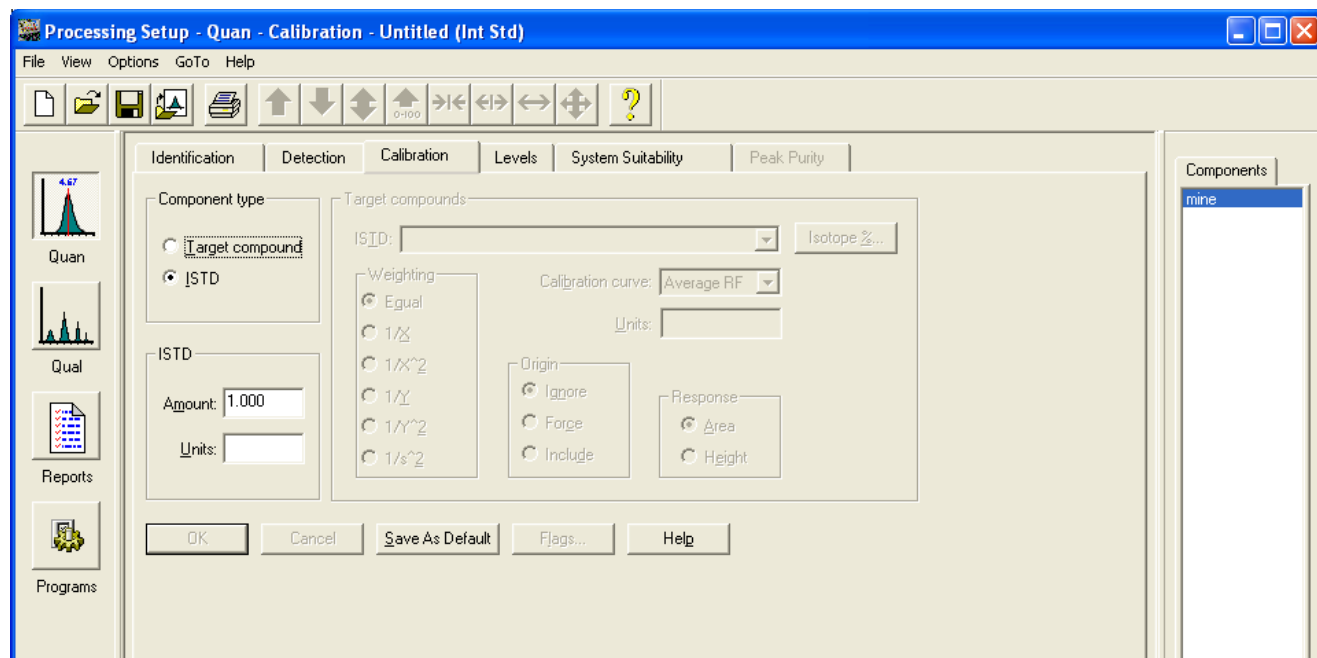 Processing Setup - Quan - Calibration - Untitled (Int Std)
File View Options GoTo Help
0-100
Identification Detection Calibration Levels System Suitability Peak Purity
Components
mine
4.67
Quan
Qual
Reports
Programs
Component type
Target compound
ISTD
ISTD
Amount: 1.000
Units:
Target compounds
ISTD: Isotope %...
Weighting
Equal
1/X
1/X^2
1/Y
1/Y^2
1/s^2
Calibration curve: Average RF
Units:
Origin
Ignore
Force
Include
Response
Area
Height
OK Cancel Save As Default Flags... Help